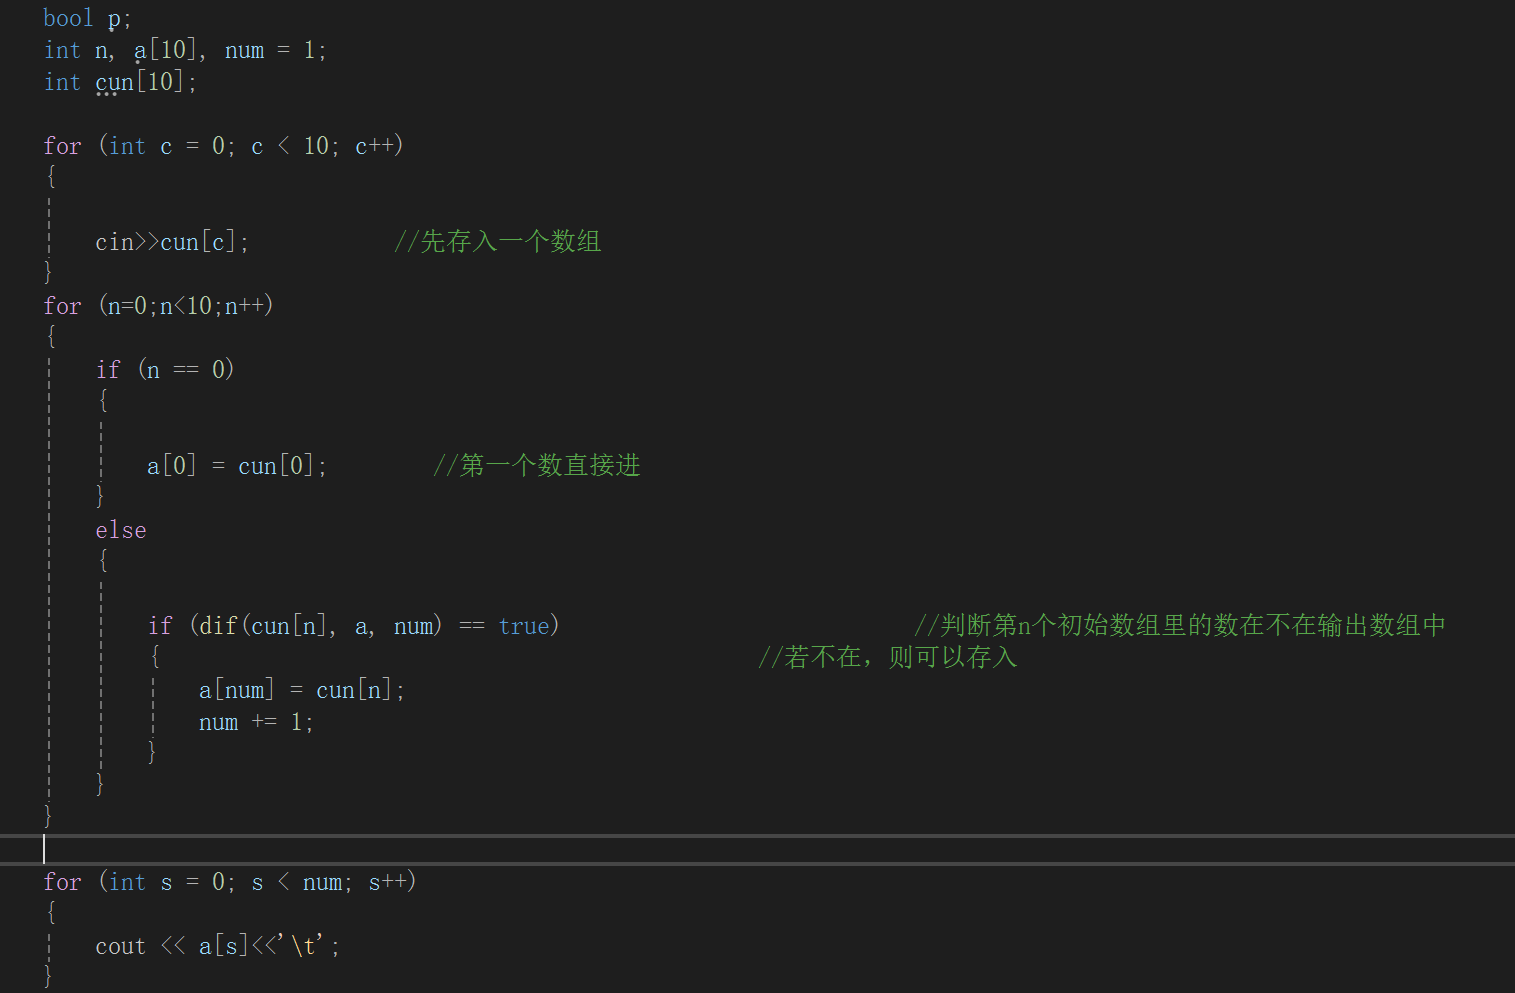 bool p;
int n, a[10], num = 1;
int cun[10];
for (int c = 0; c < 10; c++)
{
cin>>cun[c];          //先存入一个数组
}
for (n=0;n<10;n++)
{
if (n == 0)
{
a[0] = cun[0];        //第一个数直接进
}
else
{
if (dif(cun[n], a, num) == true)                           //判断第n个初始数组里的数在不在输出数组中
{                                              //若不在，则可以存入
a[num] = cun[n];
num += 1;
}
}
}
for (int s = 0; s < num; s++)
{
cout << a[s]<<'\t';
}